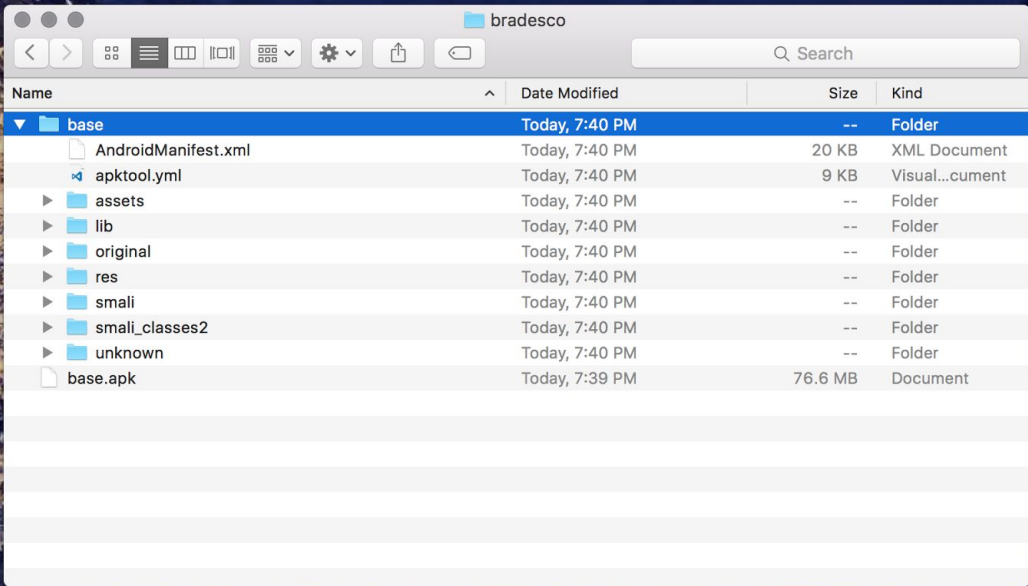 bradesco
Search
Name Date Modified Size Kind
base Today, 7:40 PM -- Folder
AndroidManifest.xml Today, 7:40 PM 20 KB XML Document
apktool.yml Today, 7:40 PM 9 KB Visual...cument
assets Today, 7:40 PM -- Folder
lib Today, 7:40 PM -- Folder
original Today, 7:40 PM -- Folder
res Today, 7:40 PM -- Folder
smali Today, 7:40 PM -- Folder
smali_classes2 Today, 7:40 PM -- Folder
unknown Today, 7:40 PM -- Folder
base.apk Today, 7:39 PM 76.6 MB Document